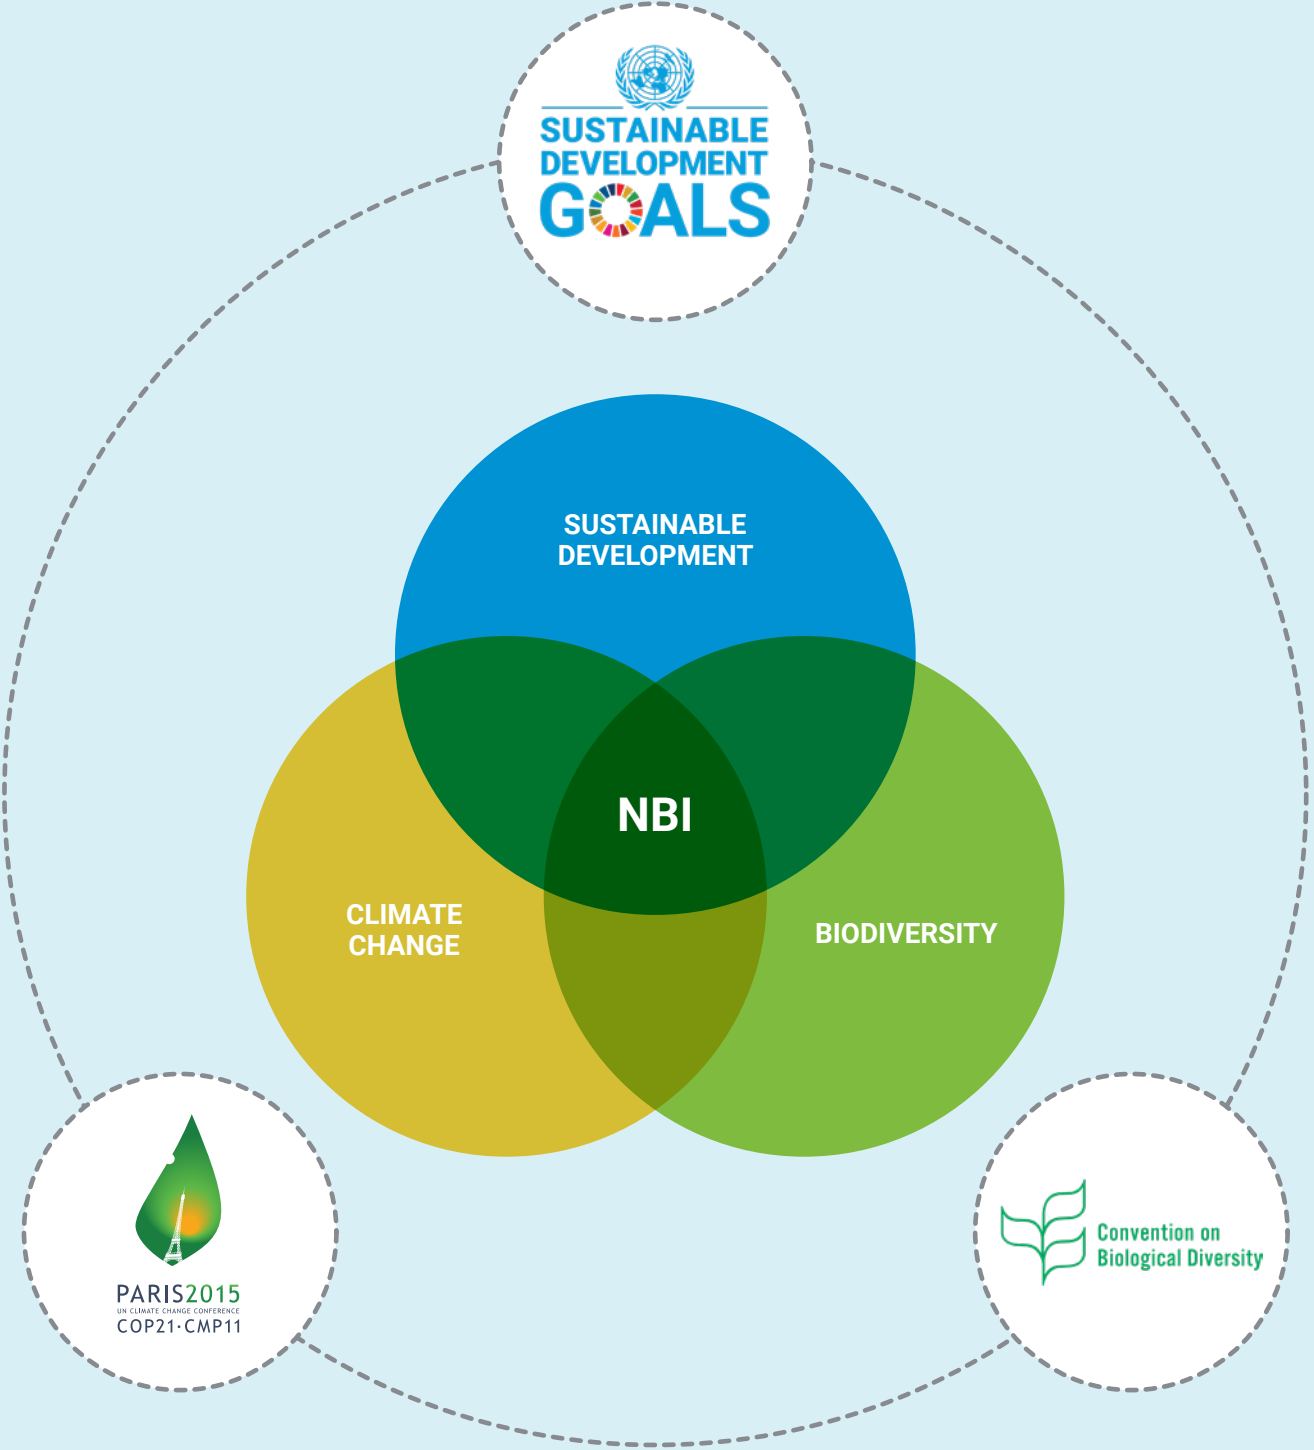 SUSTAINABLE
DEVELOPMENT
GOALS
SUSTAINABLE
DEVELOPMENT
NBI
CLIMATE
CHANGE
BIODIVERSITY
PARIS2015
UN CLIMATE CHANGE CONFERENCE
COP21·CMP11
Convention on
Biological Diversity